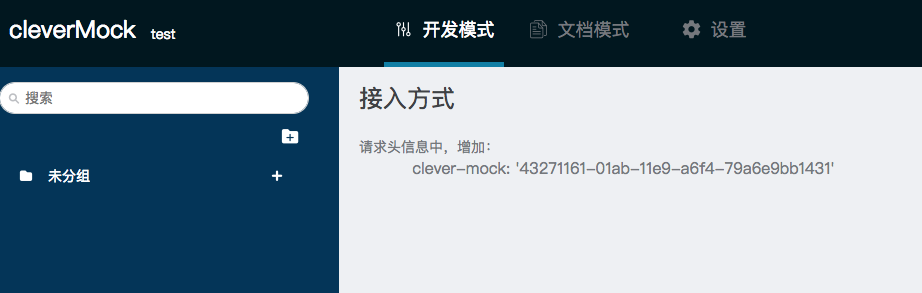 cleverMock test
开发模式
文档模式
设置
搜索
未分组
接入方式
请求头信息中，增加：
clever-mock: '43271161-01ab-11e9-a6f4-79a6e9bb1431'